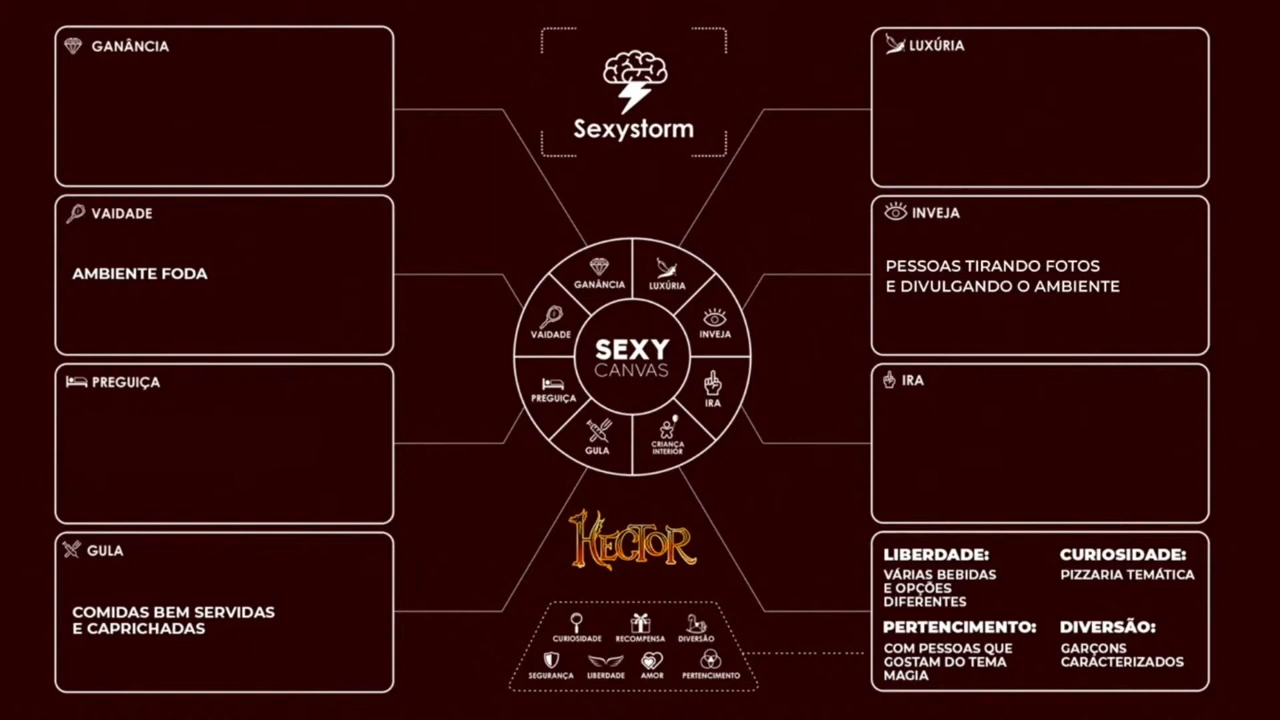 GANÂNCIA
VAIDADE
AMBIENTE FODA
PREGUIÇA
GULA
COMIDAS BEM SERVIDAS
E CAPRICHADAS
Sexystorm
GANÂNCIA
LUXÚRIA
VAIDADE
INVEJA
SEXY
CANVAS
PREGUIÇA
IRA
GULA
CRIANÇA
INTERIOR
HECTOR
CURIOSIDADE
RECOMPENSA
DIVERSÃO
SEGURANÇA
LIBERDADE
AMOR
PERTENCIMENTO
LUXÚRIA
INVEJA
PESSOAS TIRANDO FOTOS
E DIVULGANDO O AMBIENTE
IRA
LIBERDADE:
VÁRIAS BEBIDAS
E OPÇÕES
DIFERENTES
CURIOSIDADE:
PIZZARIA TEMÁTICA
PERTENCIMENTO:
COM PESSOAS QUE
GOSTAM DO TEMA
MAGIA
DIVERSÃO:
GARÇONS
CARACTERIZADOS